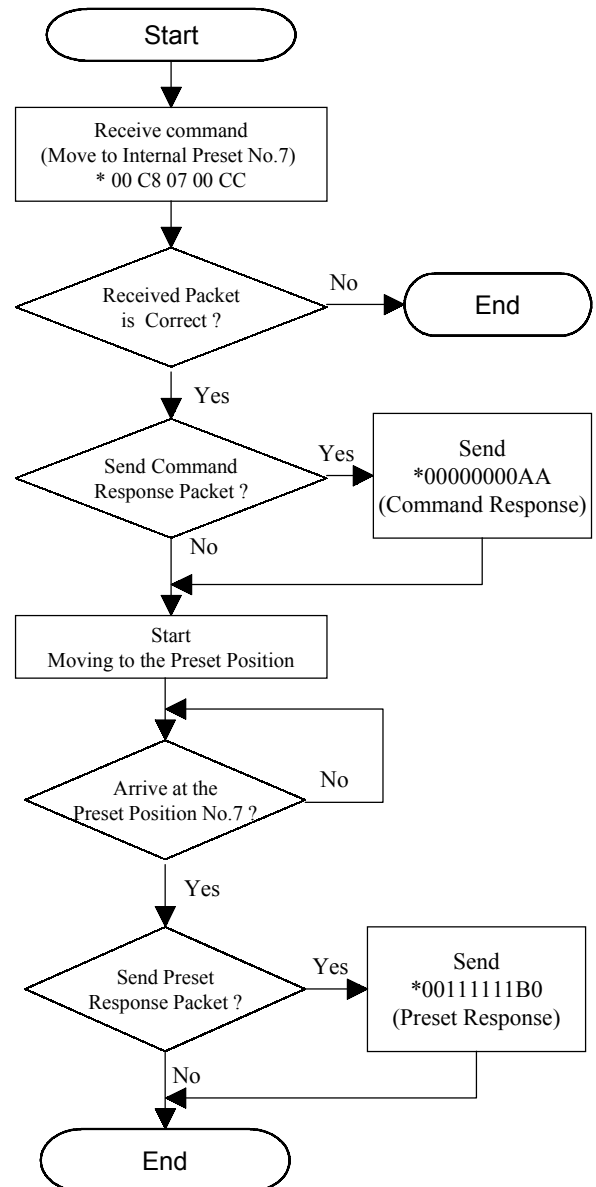 Start
Receive command
(Move to Internal Preset No.7)
* 00 C8 07 00 CC
Received Packet
is Correct ?
No
End
Yes
Send Command
Response Packet ?
Yes
Send
*00000000AA
(Command Response)
No
Start
Moving to the Preset Position
Arrive at the
Preset Position No.7 ?
No
Yes
Send Preset
Response Packet ?
Yes
Send
*00111111B0
(Preset Response)
No
End